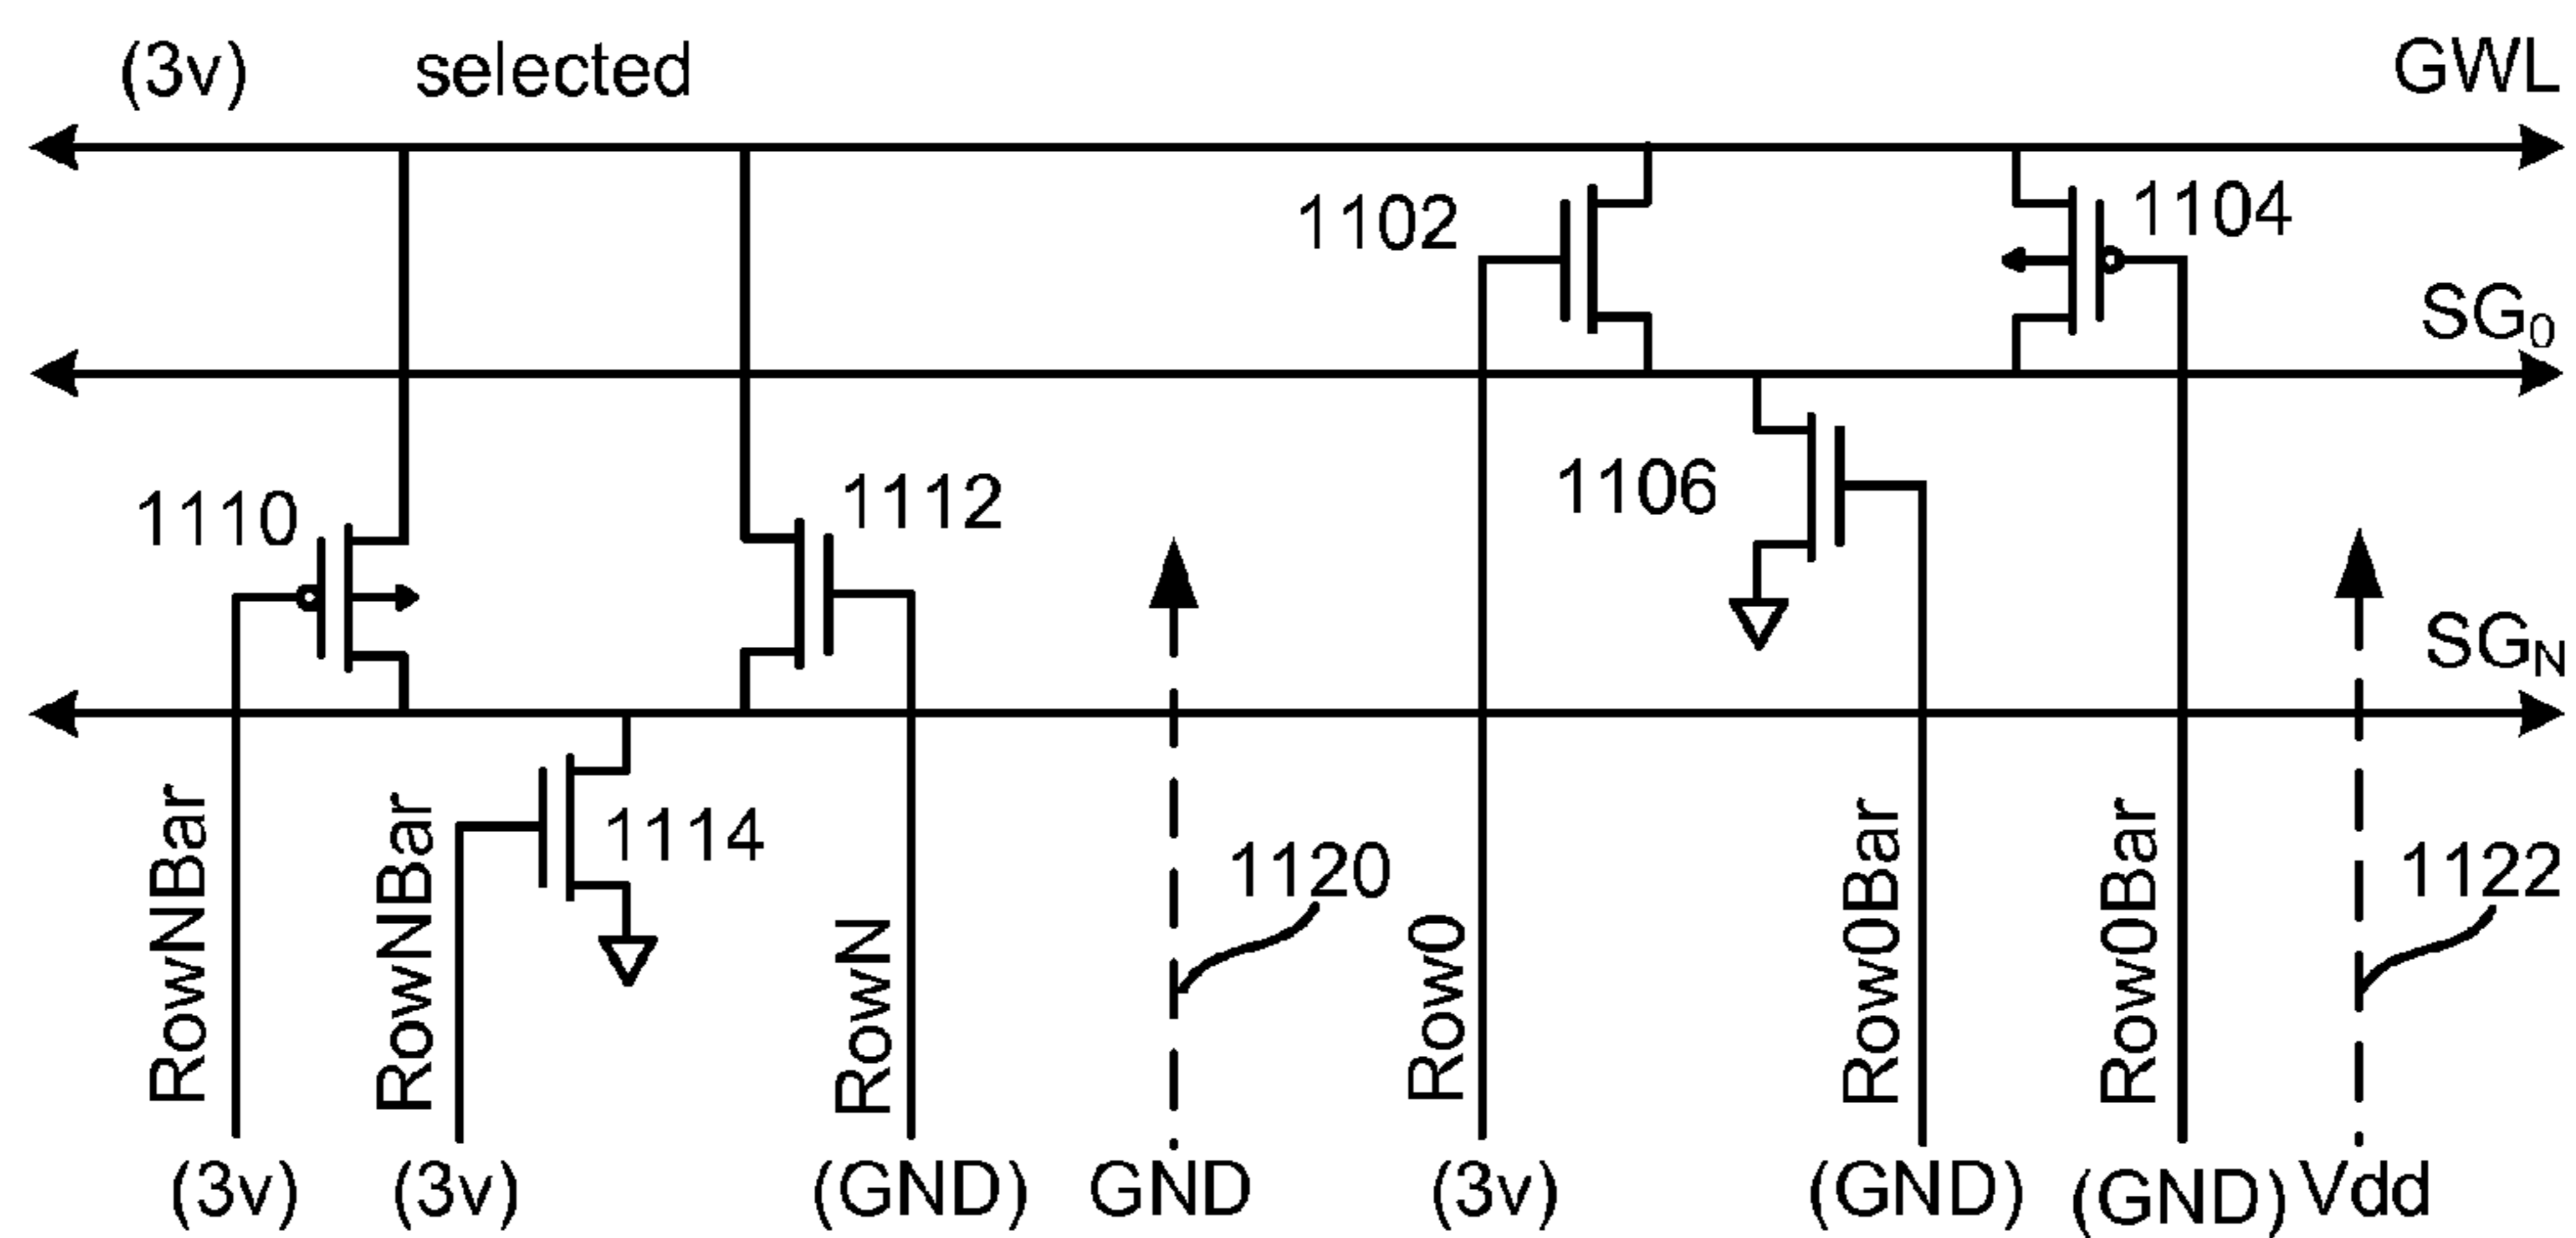 (3v) selected GWL
1102
1104
SG0
1110
1112
1106
SGN
1114
1120
1122
RowNBar
RowNBar
RowN
Row0
Row0Bar
Row0Bar
(3v) (3v) (GND) GND (3v) (GND) (GND) Vdd